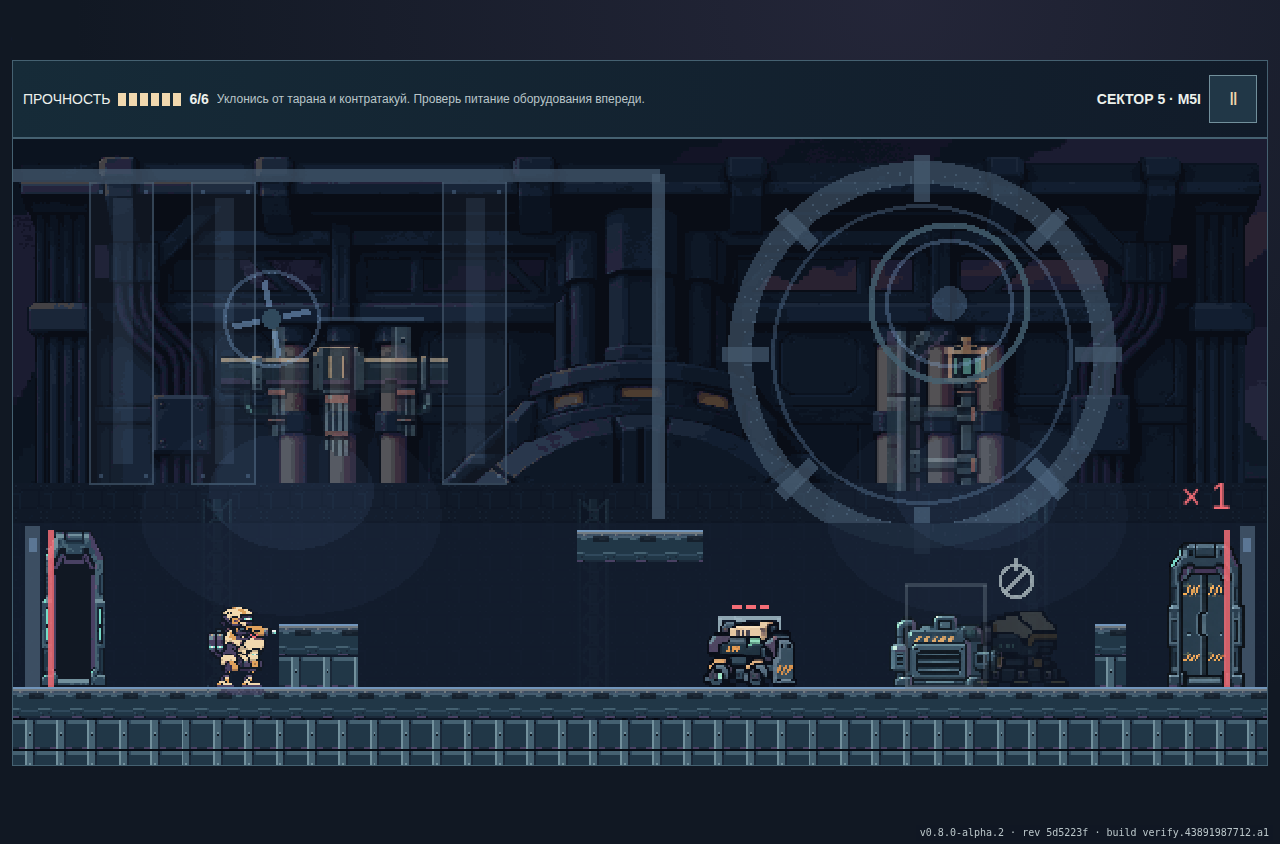 ПРОЧНОСТЬ 6/6 Уклонись от тарана и контратакуй. Проверь питание оборудования впереди. СЕКТОР 5 · M5I II
× 1
v0.8.0-alpha.2 · rev 5d5223f · build verify.43891987712.a1